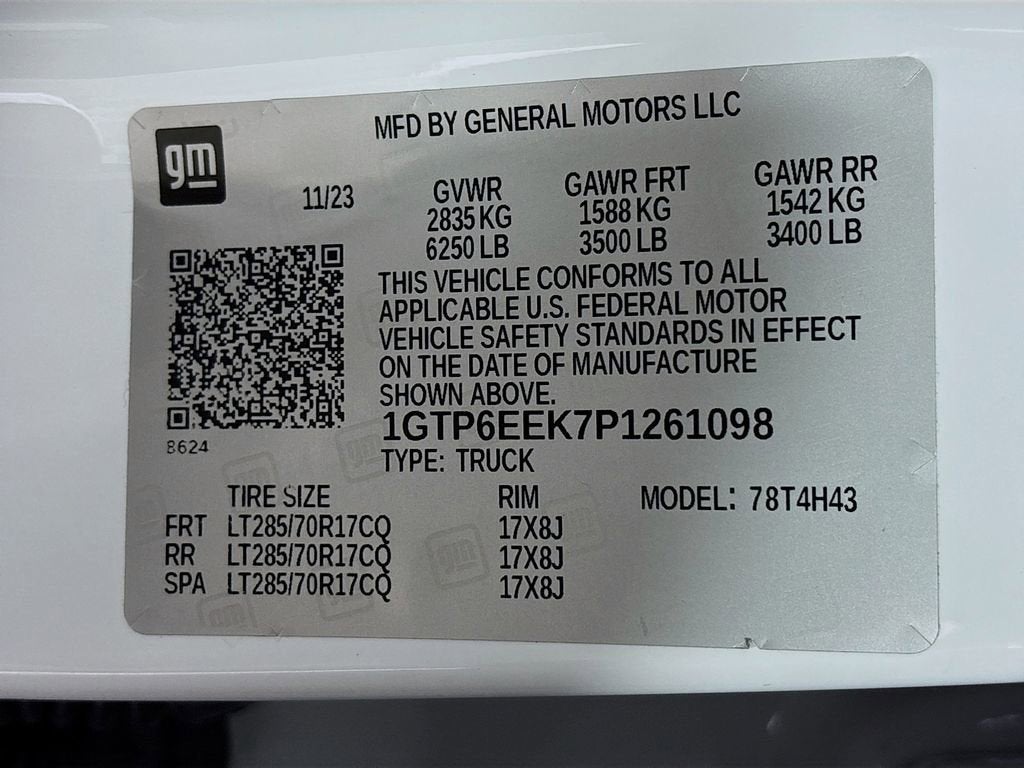 MFD BY GENERAL MOTORS LLC
gm
11/23
GVWR GAWR FRT GAWR RR
2835 KG 1588 KG 1542 KG
6250 LB 3500 LB 3400 LB
THIS VEHICLE CONFORMS TO ALL
APPLICABLE U.S. FEDERAL MOTOR
VEHICLE SAFETY STANDARDS IN EFFECT
ON THE DATE OF MANUFACTURE
SHOWN ABOVE.
1GTP6EEK7P1261098
8624
TYPE: TRUCK
TIRE SIZE RIM MODEL: 78T4H43
FRT LT285/70R17CQ 17X8J
RR LT285/70R17CQ 17X8J
SPA LT285/70R17CQ 17X8J